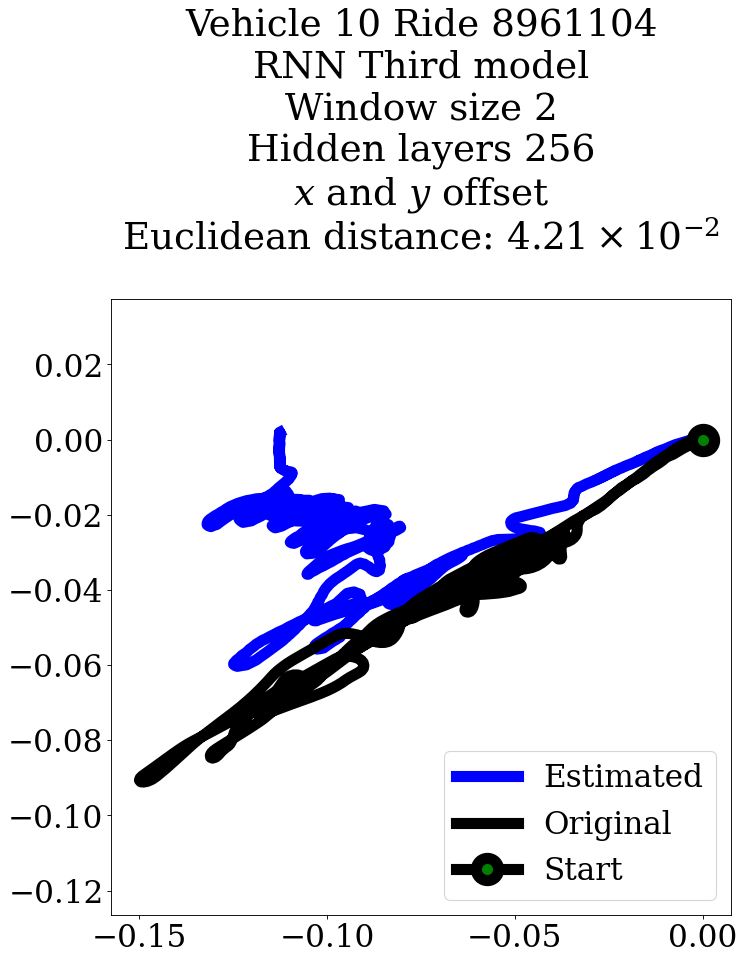 Vehicle 10 Ride 8961104
RNN Third model
Window size 2
Hidden layers 256
x and y offset
Euclidean distance: 4.21 × 10⁻²
0.02
0.00
−0.02
−0.04
−0.06
−0.08
−0.10
−0.12
Estimated
Original
Start
−0.15
−0.10
−0.05
0.00